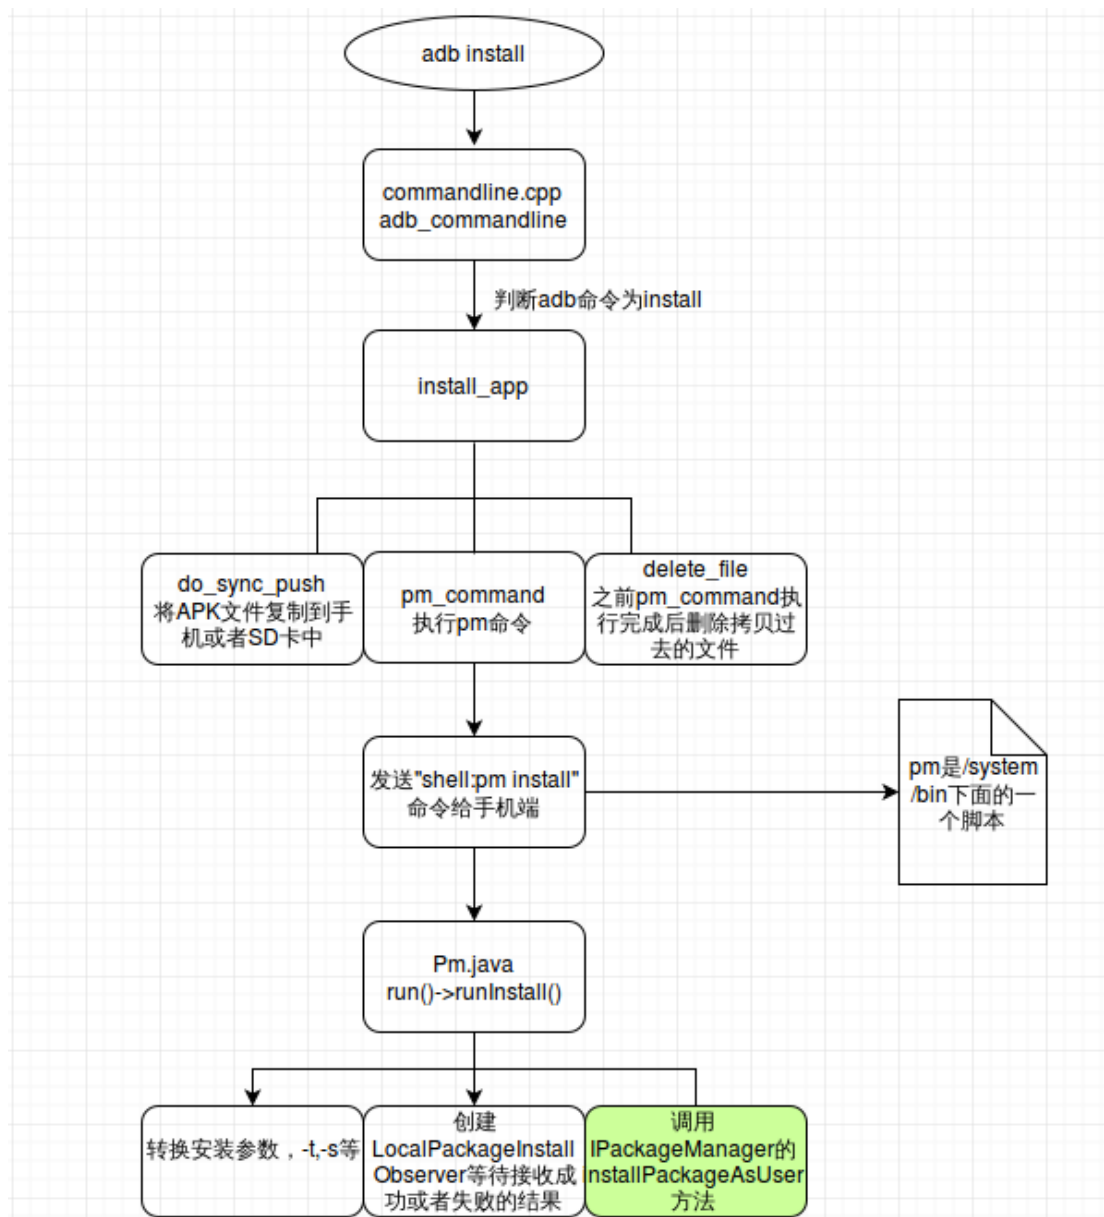 adb install
commandline.cpp
adb_commandline
判断adb命令为install
install_app
do_sync_push
将APK文件复制到手
机或者SD卡中
pm_command
执行pm命令
delete_file
之前pm_command执
行完成后删除拷贝过
去的文件
发送"shell:pm install"
命令给手机端
pm是/system
/bin下面的一
个脚本
Pm.java
run()->runInstall()
转换安装参数，-t,-s等
创建
LocalPackageInstall
Observer等待接收成
功或者失败的结果
调用
IPackageManager的
installPackageAsUser
方法